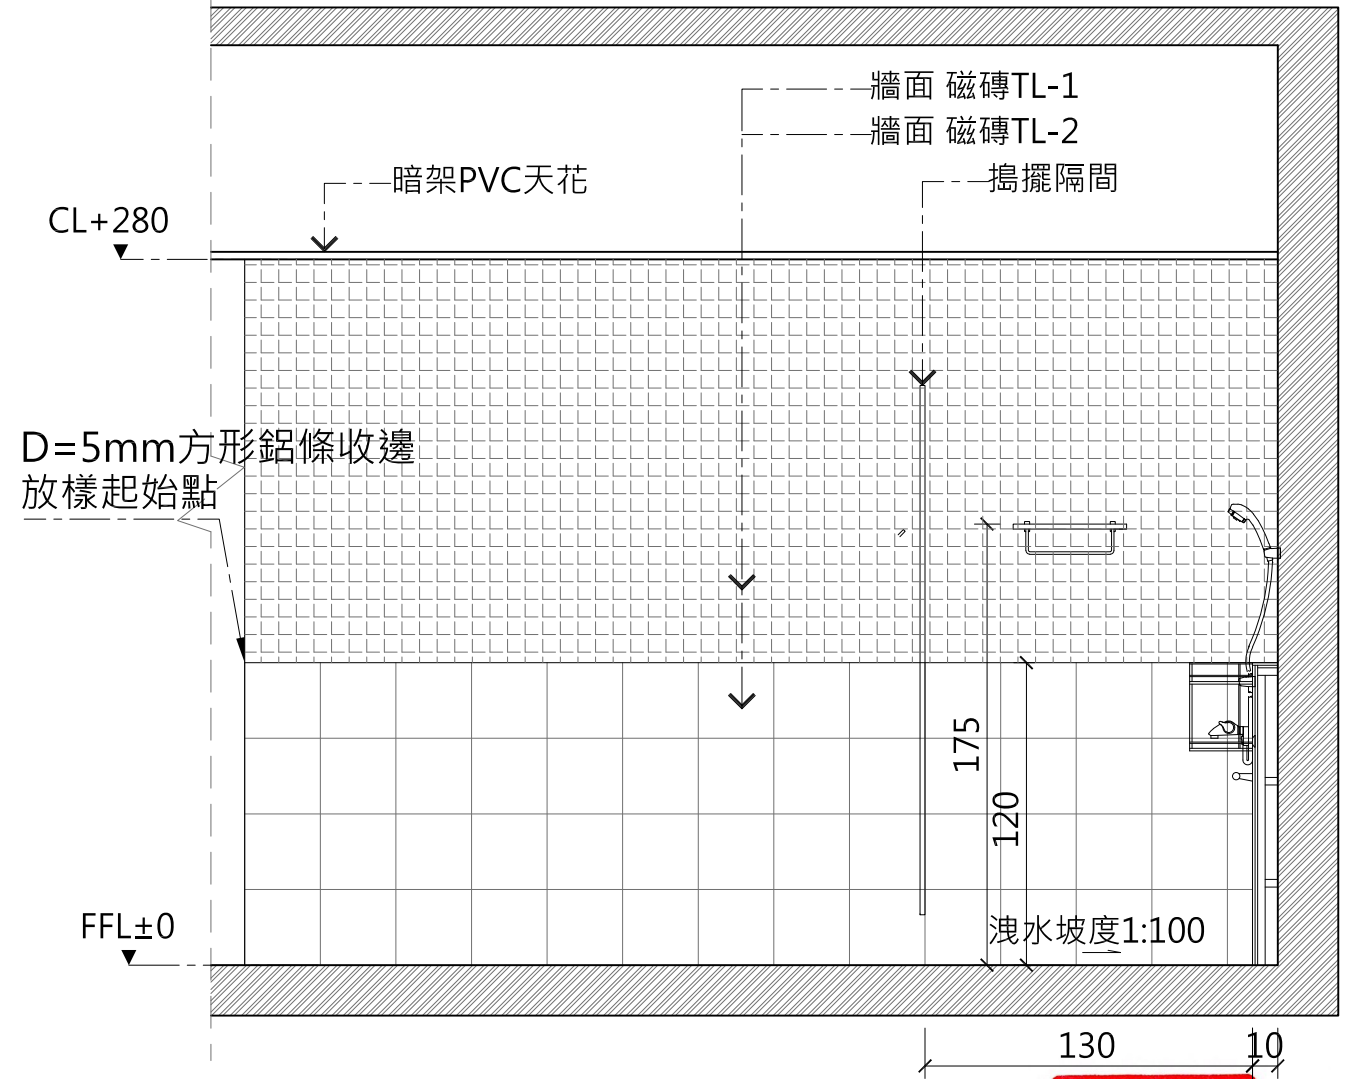 牆面 磁磚TL-1
牆面 磁磚TL-2
暗架PVC天花
搗擺隔間
CL+280
D=5mm方形鋁條收邊
放樣起始點
175
120
FFL±0
洩水坡度1:100
130
10